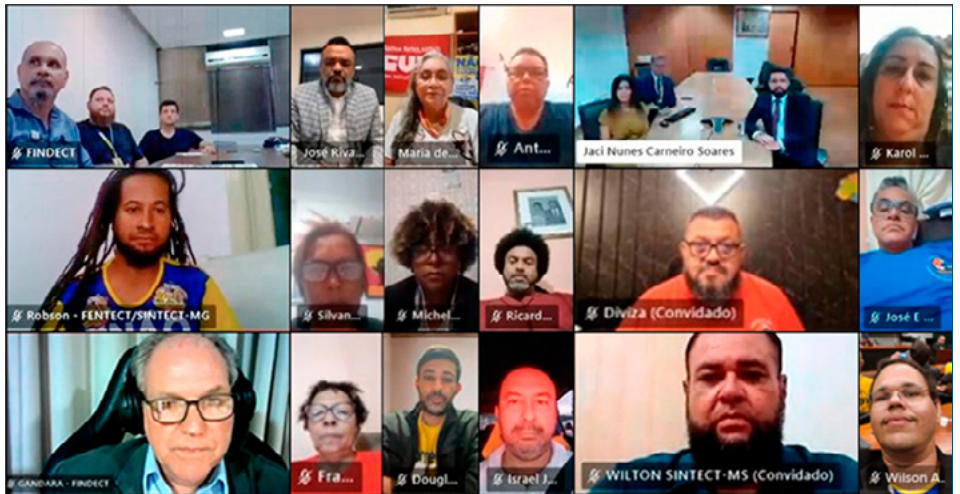 FINDECT
José Riva...
Maria de...
Ant...
Jaci Nunes Carneiro Soares
Karol ...
Robson - FENTECT/SINTECT-MG
Silvan...
Michel...
Ricard...
Diviza (Convidado)
José E ...
GANDARA - FINDECT
Fra...
Dougl...
Israel J...
WILTON SINTECT-MS (Convidado)
Wilson A...